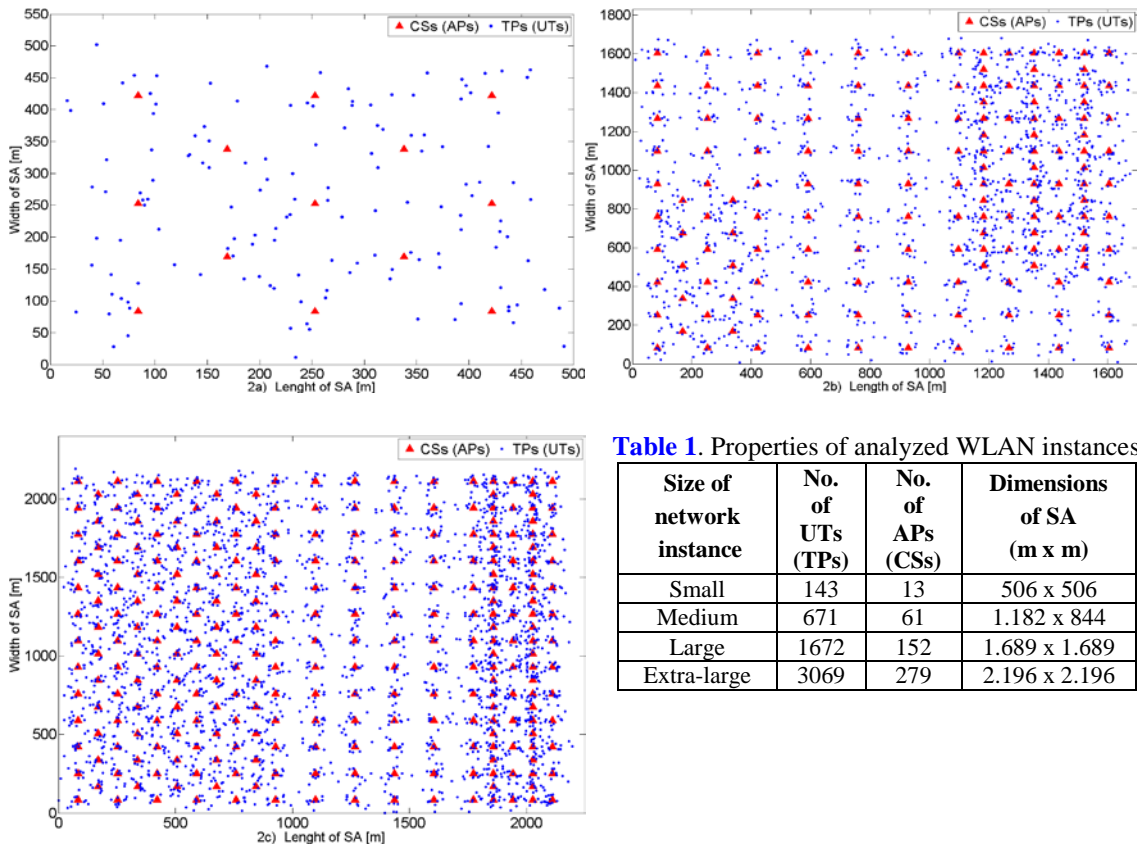 550
500
450
400
350
300
250
200
150
100
50
0
Width of SA [m]
CSs (APs) TPs (UTs)
0 50 100 150 200 250 300 350 400 450 500
2a) Lenght of SA [m]
1600
1400
1200
1000
800
600
400
200
0
Width of SA [m]
CSs (APs) TPs (UTs)
0 200 400 600 800 1000 1200 1400 1600
2b) Length of SA [m]
2000
1500
1000
500
0
Width of SA [m]
CSs (APs) TPs (UTs)
0 500 1000 1500 2000
2c) Lenght of SA [m]
Table 1. Properties of analyzed WLAN instances
Size of network instance No. of UTs (TPs) No. of APs (CSs) Dimensions of SA (m x m)
Small 143 13 506 x 506
Medium 671 61 1.182 x 844
Large 1672 152 1.689 x 1.689
Extra-large 3069 279 2.196 x 2.196